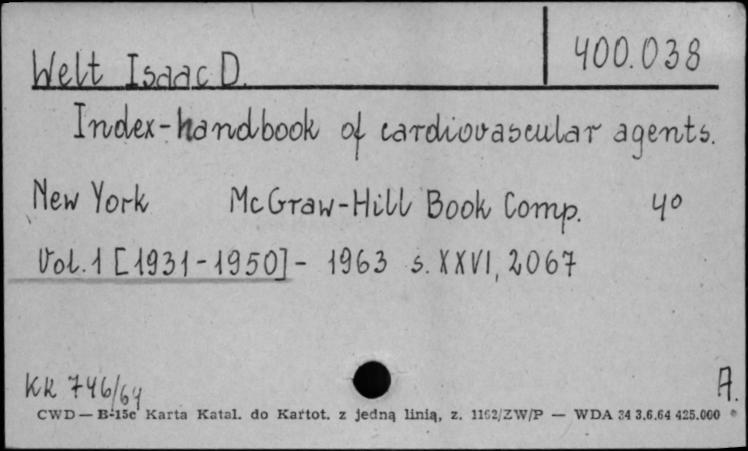 400.038
Welt Isaac D.
Index-handbook of cardiovascular agents.
New York McGraw-Hill Book Comp. 4°
Vol. 1 [1931-1950] - 1963 s. XXVI, 2067
KK 746/64 A.
CWD — B-15c Karta Katal. do Kartot. z jedną linią, z. 1162/ZW/P — WDA 34 3.6.64 425.000